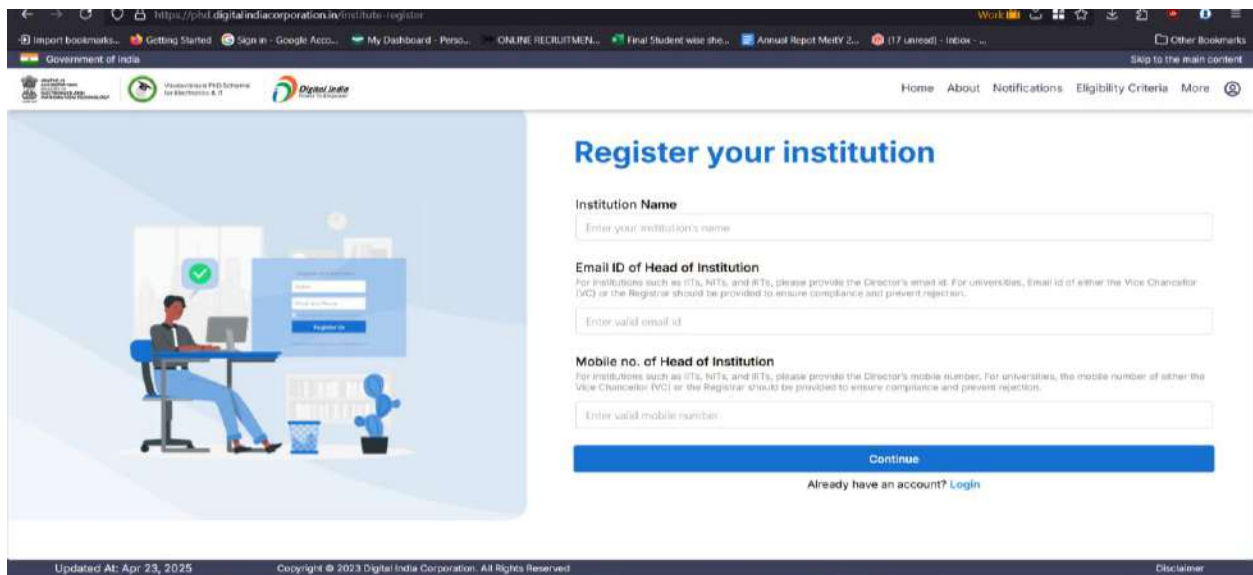 https://phd.digitalindiacorporation.in/institute-register
Work
Import bookmarks... Getting Started Sign in - Google Acco... My Dashboard - Perso... ONLINE RECRUITMEN... Final Student wise she... Annual Repot MeitY 2... (17 unread) - Inbox - ... Other Bookmarks
Government of India Skip to the main content
Digital India
Home About Notifications Eligibility Criteria More
Register your institution
Institution Name
Enter your institution's name
Email ID of Head of Institution
For institutions such as IITs, NITs, and IIITs, please provide the Director's email id. For universities, Email id of either the Vice Chancellor
(VC) or the Registrar should be provided to ensure compliance and prevent rejection.
Enter valid email id
Mobile no. of Head of Institution
For institutions such as IITs, NITs, and IIITs, please provide the Director's mobile number. For universities, the mobile number of either the
Vice Chancellor (VC) or the Registrar should be provided to ensure compliance and prevent rejection.
Enter valid mobile number
Continue
Already have an account? Login
Register Us
Updated At: Apr 23, 2025 Copyright © 2023 Digital India Corporation. All Rights Reserved Disclaimer